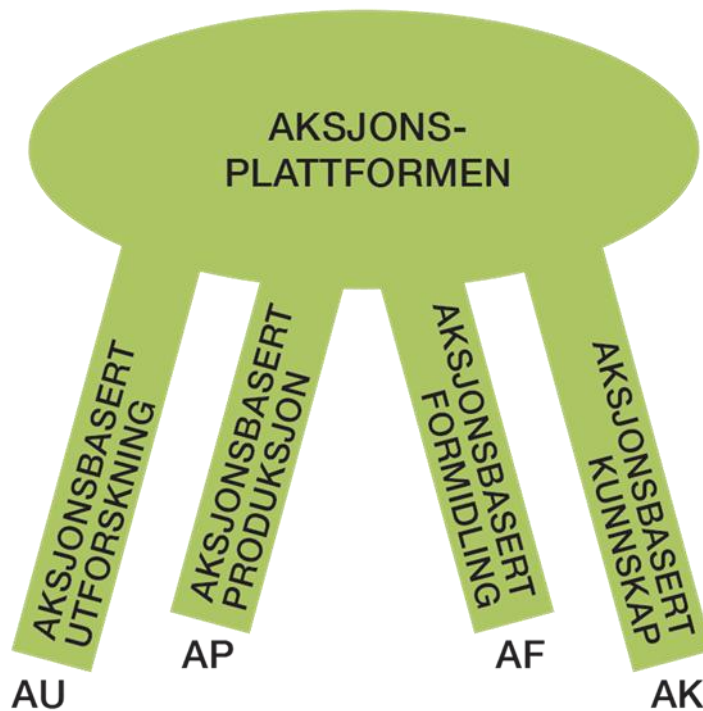 AKSJONS-
PLATTFORMEN
AKSJONSBASERT
UTFORSKNING
AKSJONSBASERT
PRODUKSJON
AKSJONSBASERT
FORMIDLING
AKSJONSBASERT
KUNNSKAP
AU
AP
AF
AK